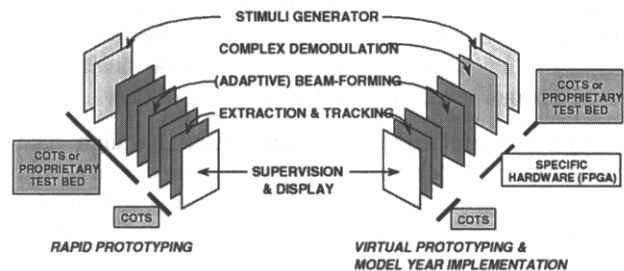 STIMULI GENERATOR
COMPLEX DEMODULATION
(ADAPTIVE) BEAM-FORMING
EXTRACTION & TRACKING
SUPERVISION
& DISPLAY
COTS or
PROPRIETARY
TEST BED
COTS
RAPID PROTOTYPING
COTS or
PROPRIETARY
TEST BED
SPECIFIC
HARDWARE (FPGA)
COTS
VIRTUAL PROTOTYPING &
MODEL YEAR IMPLEMENTATION